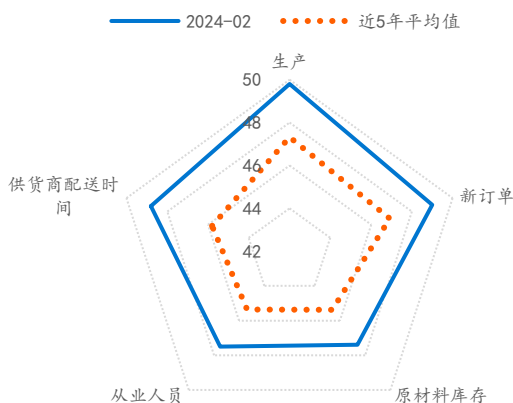 2024-02 近5年平均值
生产
50
48
46
44
42
新订单
供货商配送时
间
从业人员
原材料库存